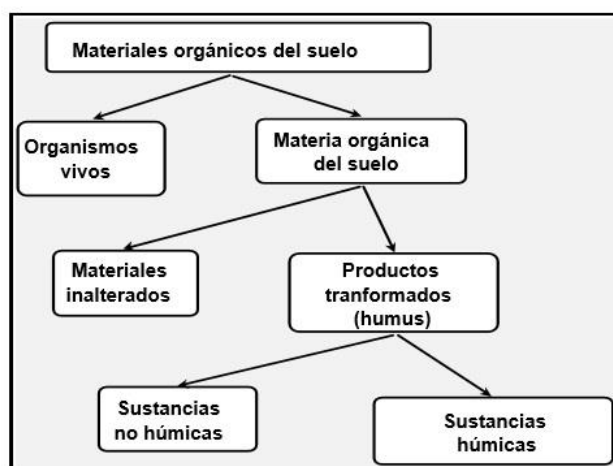 Materiales orgánicos del suelo
Organismos
vivos
Materia orgánica
del suelo
Materiales
inalterados
Productos
tranformados
(humus)
Sustancias
no húmicas
Sustancias
húmicas